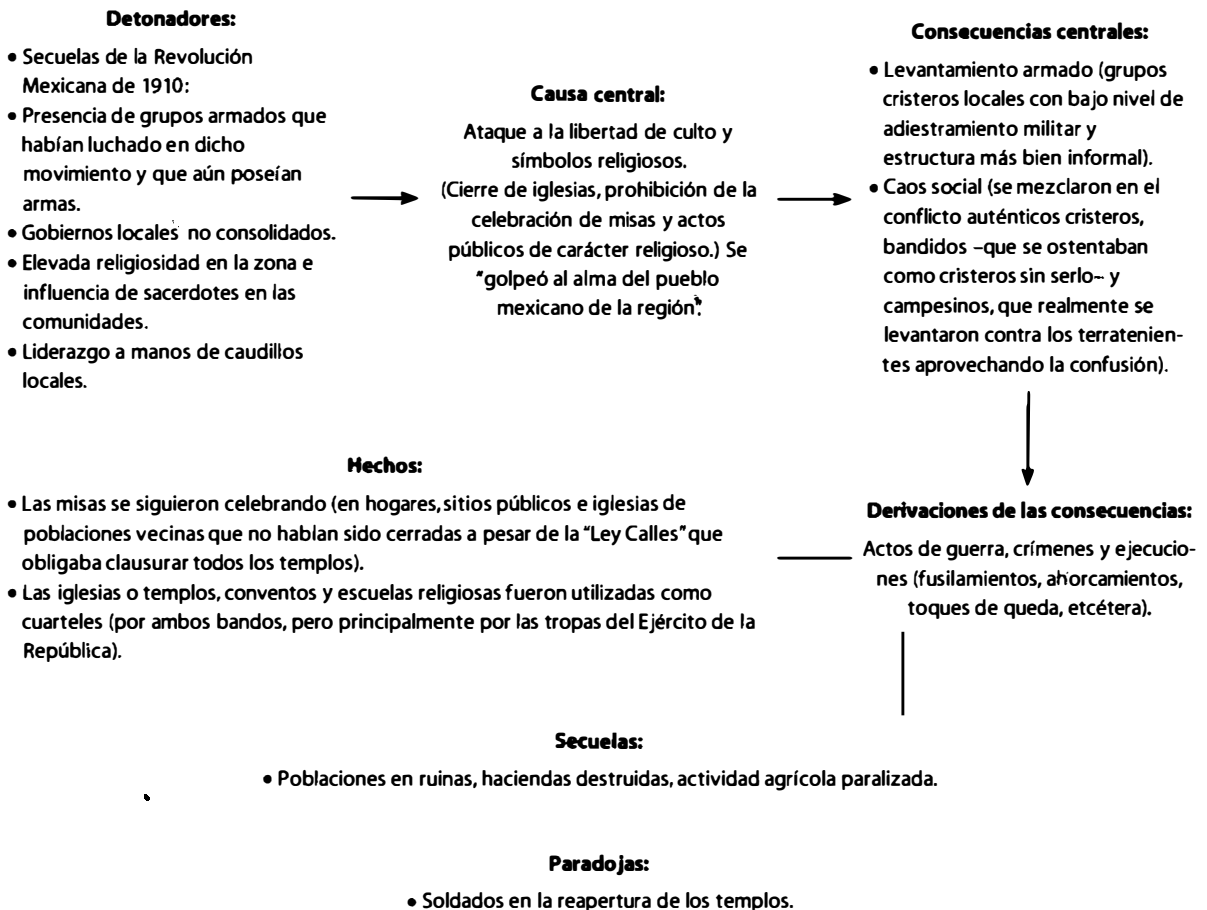 Detonadores:
• Secuelas de la Revolución
Mexicana de 1910:
• Presencia de grupos armados que
habían luchado en dicho
movimiento y que aún poseían
armas.
• Gobiernos locales no consolidados.
• Elevada religiosidad en la zona e
influencia de sacerdotes en las
comunidades.
• Liderazgo a manos de caudillos
locales.
Causa central:
Ataque a la libertad de culto y
símbolos religiosos.
(Cierre de iglesias, prohibición de la
celebración de misas y actos
públicos de carácter religioso.) Se
"golpeó al alma del pueblo
mexicano de la región".
Consecuencias centrales:
• Levantamiento armado (grupos
cristeros locales con bajo nivel de
adiestramiento militar y
estructura más bien informal).
• Caos social (se mezclaron en el
conflicto auténticos cristeros,
bandidos –que se ostentaban
como cristeros sin serlo– y
campesinos, que realmente se
levantaron contra los terratenien-
tes aprovechando la confusión).
Hechos:
• Las misas se siguieron celebrando (en hogares, sitios públicos e iglesias de
poblaciones vecinas que no hablan sido cerradas a pesar de la "Ley Calles" que
obligaba clausurar todos los templos).
• Las iglesias o templos, conventos y escuelas religiosas fueron utilizadas como
cuarteles (por ambos bandos, pero principalmente por las tropas del Ejército de la
República).
Derivaciones de las consecuencias:
Actos de guerra, crímenes y ejecucio-
nes (fusilamientos, ahorcamientos,
toques de queda, etcétera).
Secuelas:
• Poblaciones en ruinas, haciendas destruidas, actividad agrícola paralizada.
Paradojas:
• Soldados en la reapertura de los templos.